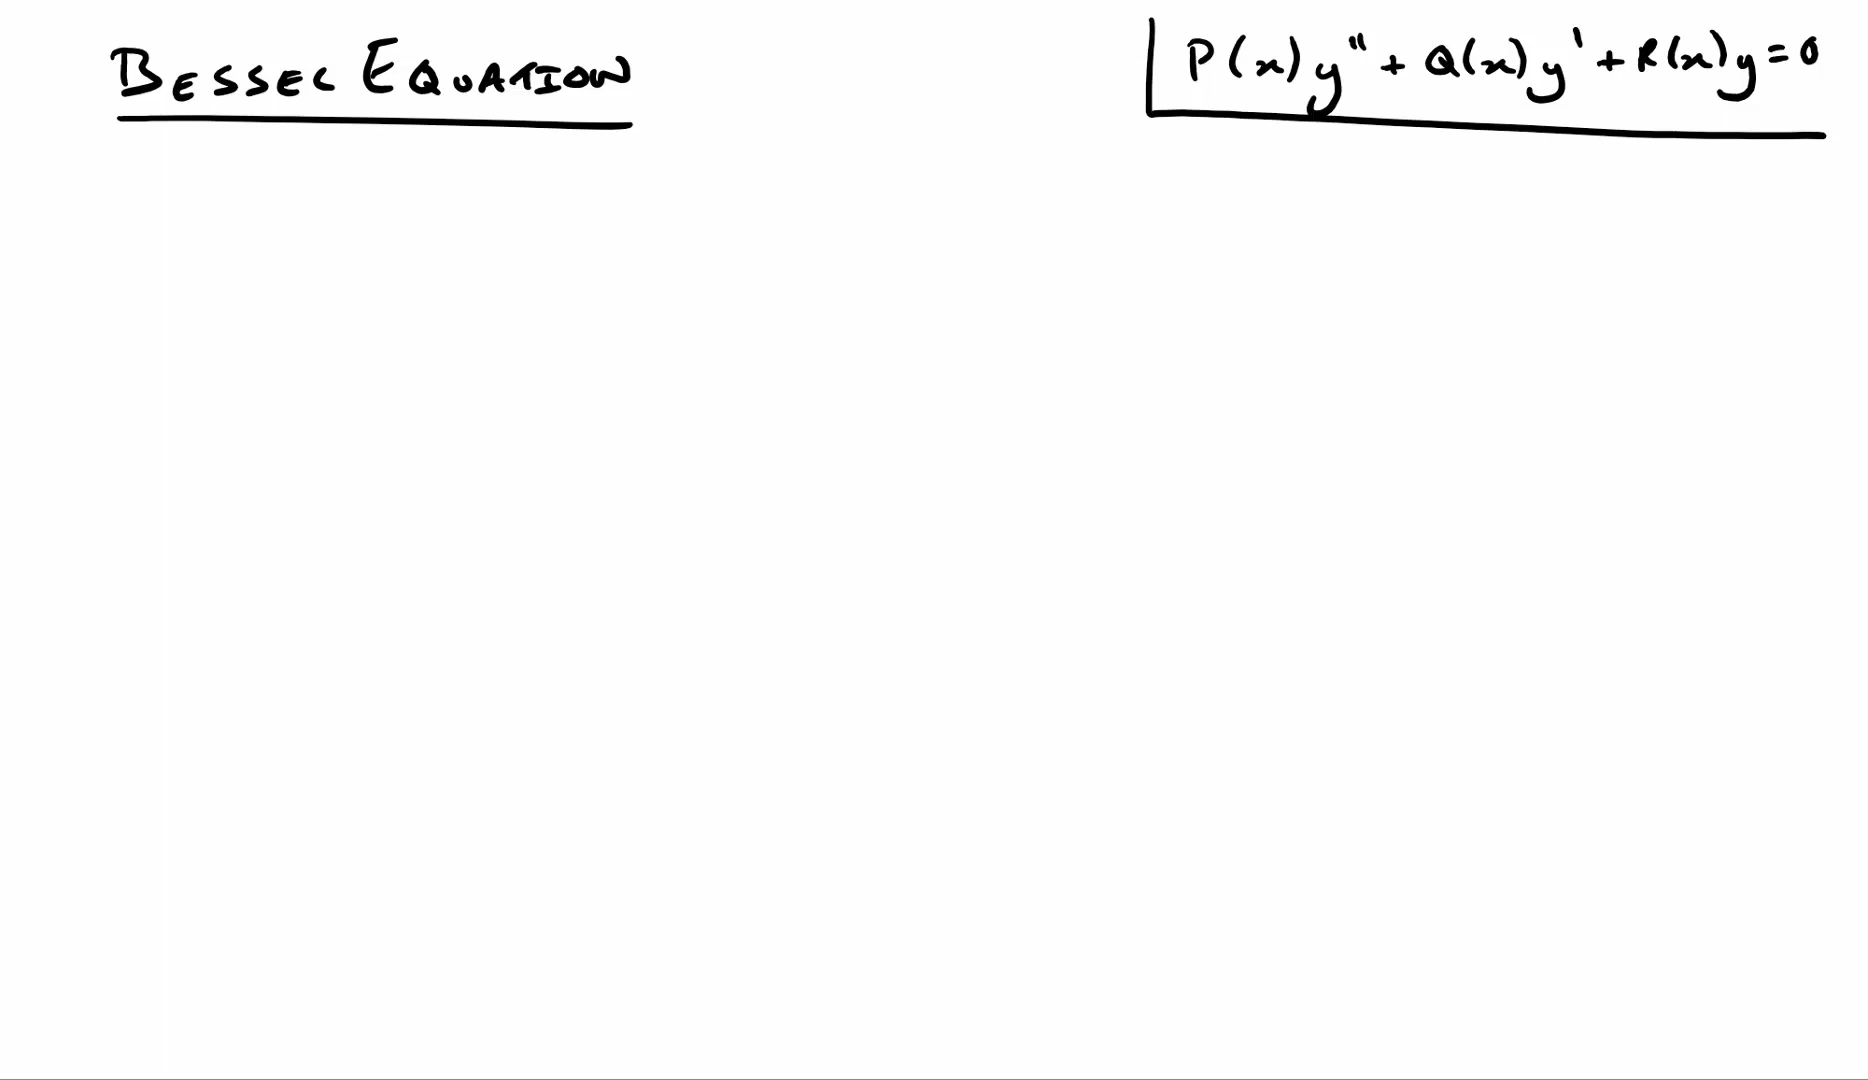 BESSEL EQUATION
P(x)y" + Q(x)y' + R(x)y = 0